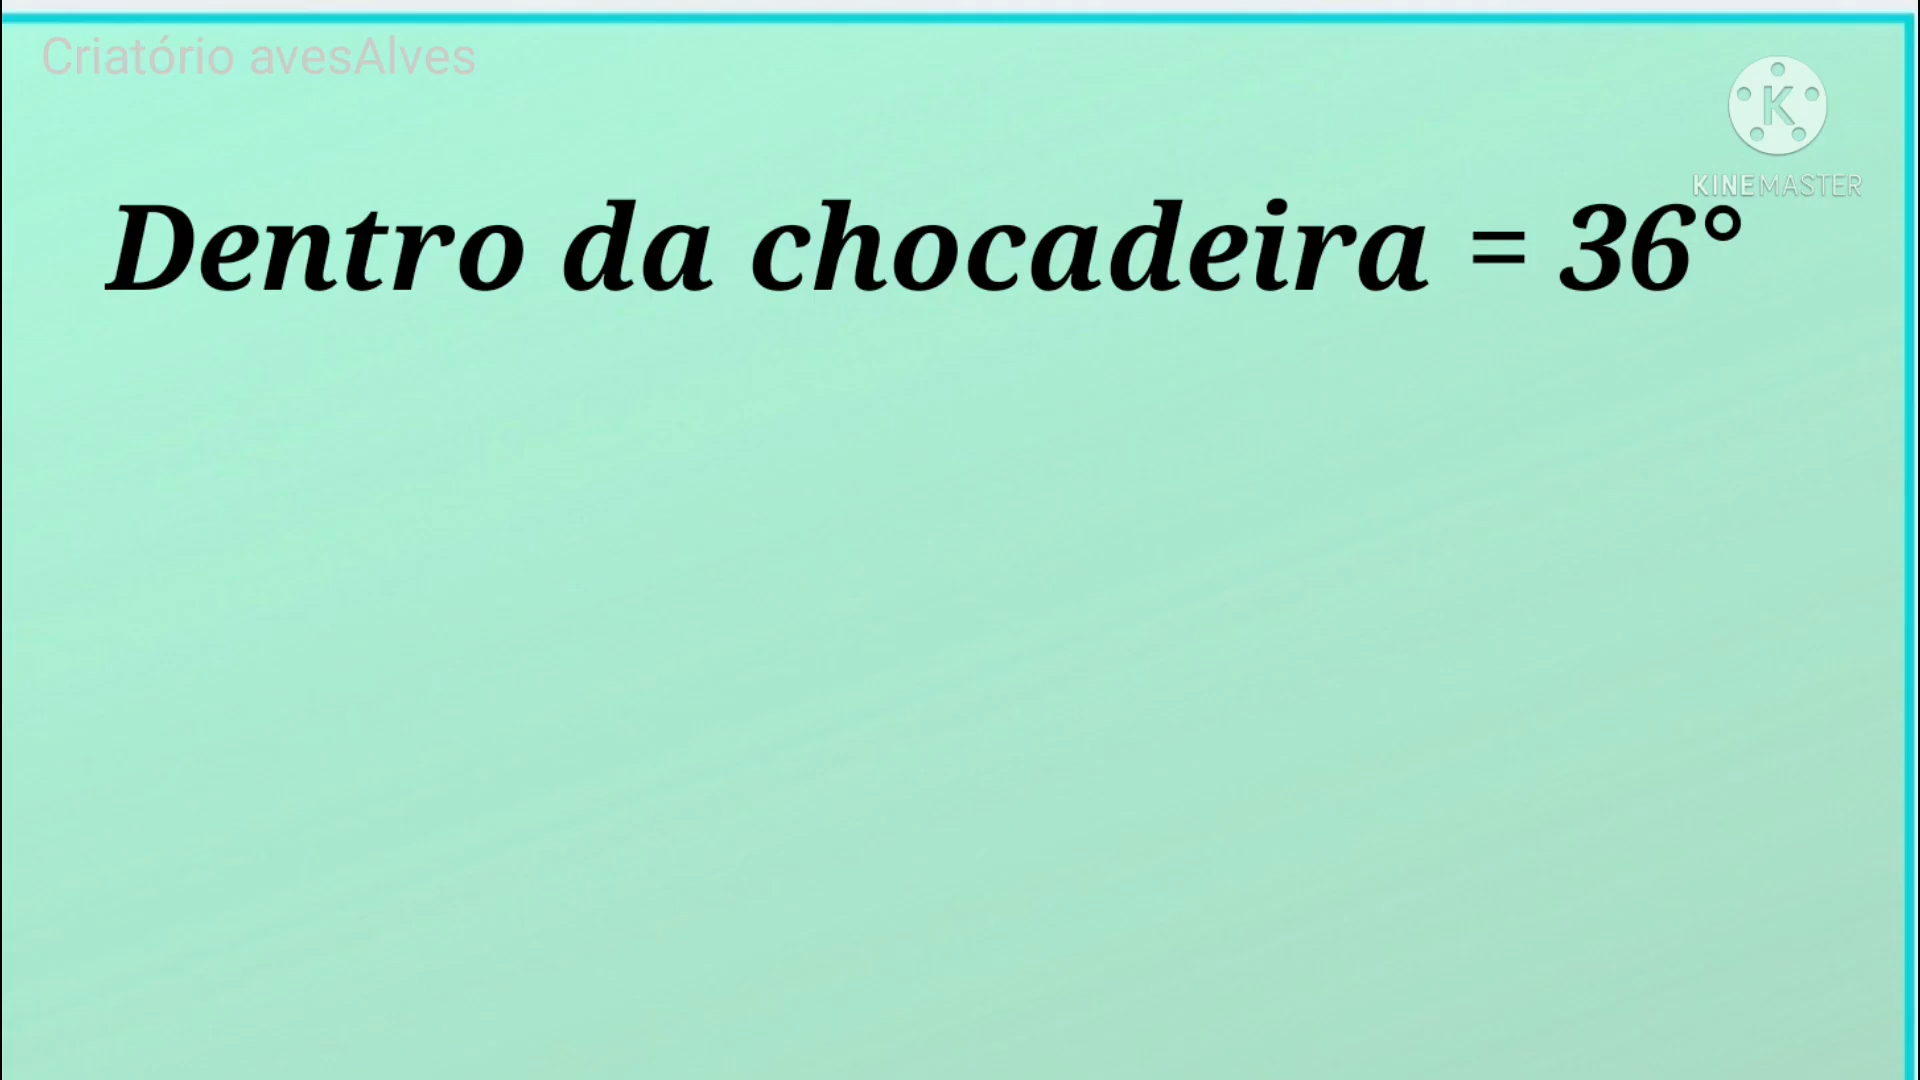 Criatório avesAlves
K
KINEMASTER
Dentro da chocadeira = 36°